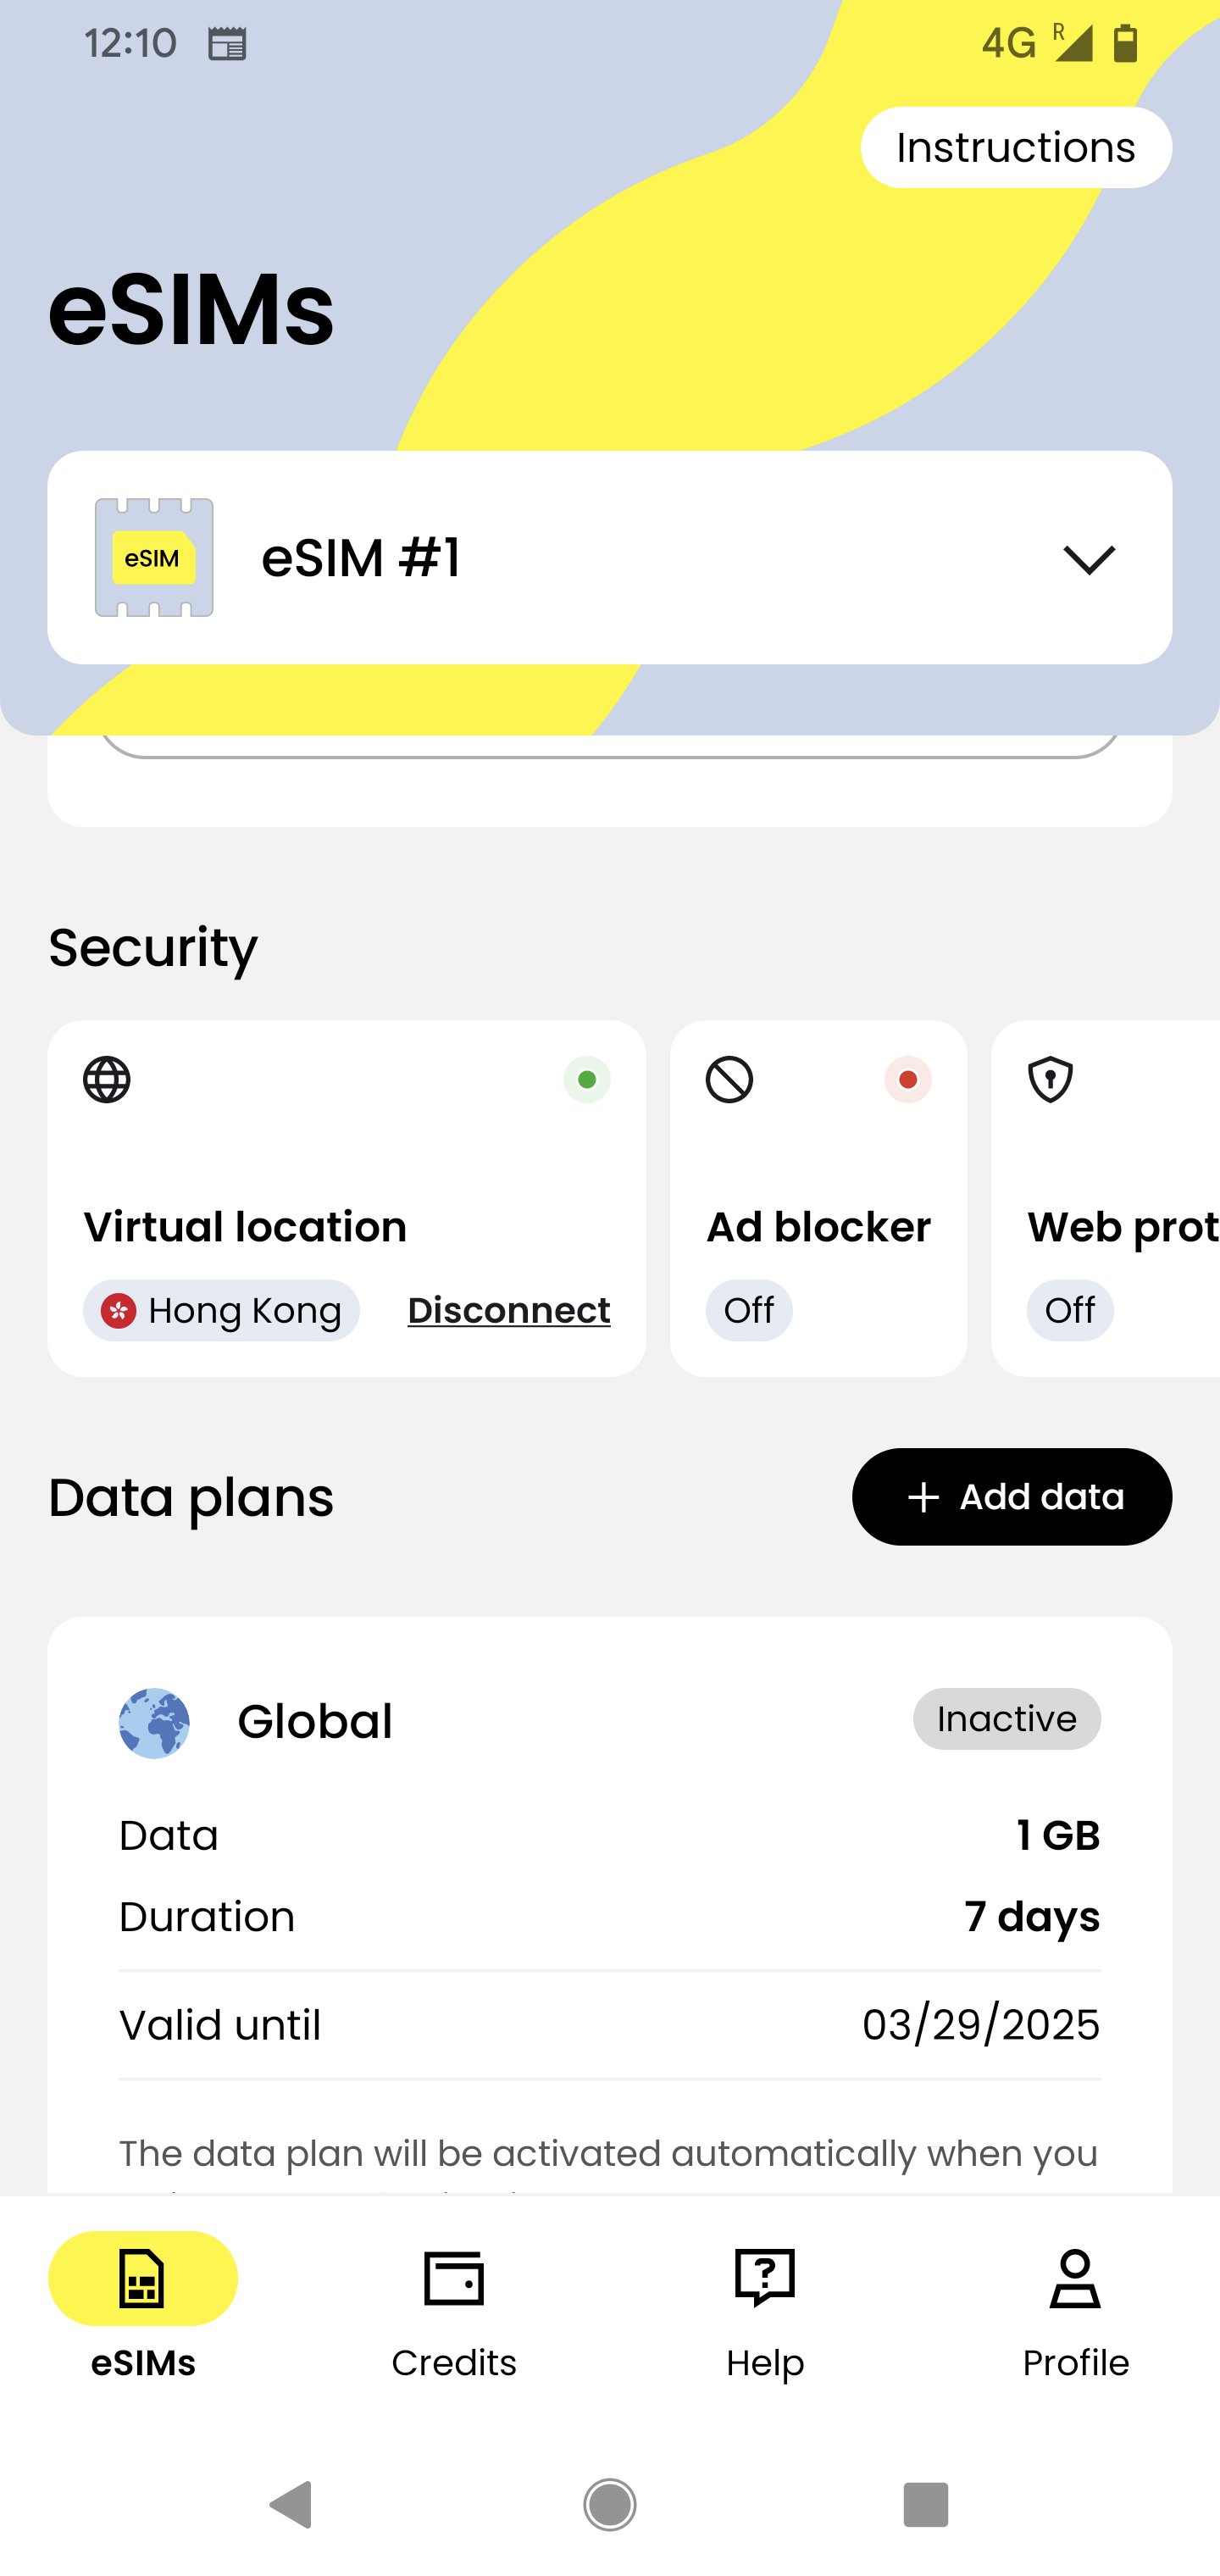 12:10
4G R
Instructions
eSIMs
eSIM
eSIM #1
Security
Virtual location
Hong Kong
Disconnect
Ad blocker
Off
Web prot
Off
Data plans
+ Add data
Global
Inactive
Data
1 GB
Duration
7 days
Valid until
03/29/2025
The data plan will be activated automatically when you
eSIMs
Credits
Help
Profile